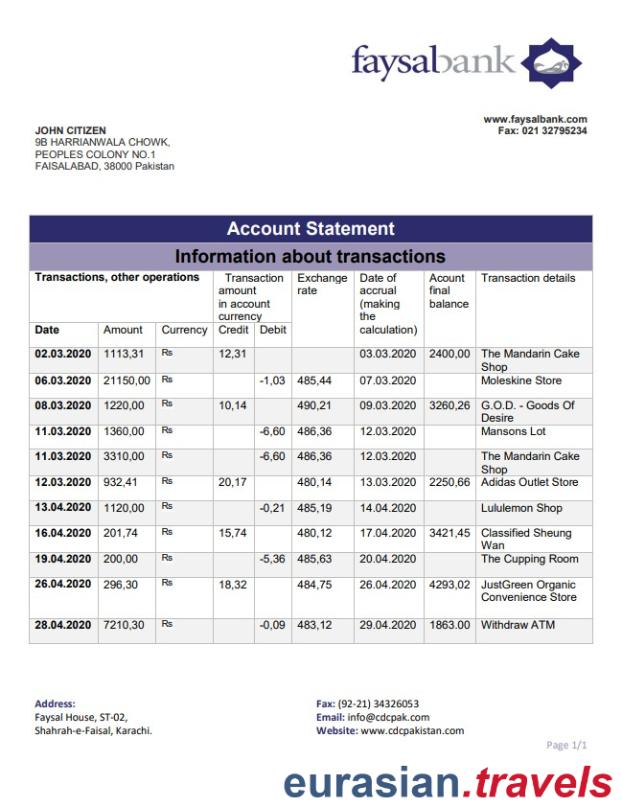 faysalbank
www.faysalbank.com
Fax: 021 32795234
JOHN CITIZEN
9B HARRIANWALA CHOWK,
PEOPLES COLONY NO.1
FAISALABAD, 38000 Pakistan
Account Statement
Information about transactions
Transactions, other operations
Transaction
amount
in account
currency
Exchange
rate
Date of
accrual
(making
the
calculation)
Acount
final
balance
Transaction details
Date Amount Currency Credit Debit
02.03.2020 1113,31 Rs 12,31 03.03.2020 2400,00 The Mandarin Cake
Shop
06.03.2020 21150,00 Rs -1,03 485,44 07.03.2020 Moleskine Store
08.03.2020 1220,00 Rs 10,14 490,21 09.03.2020 3260,26 G.O.D. - Goods Of
Desire
11.03.2020 1360,00 Rs -6,60 486,36 12.03.2020 Mansons Lot
11.03.2020 3310,00 Rs -6,60 486,36 12.03.2020 The Mandarin Cake
Shop
12.03.2020 932,41 Rs 20,17 480,14 13.03.2020 2250,66 Adidas Outlet Store
13.04.2020 1120,00 Rs -0,21 485,19 14.04.2020 Lululemon Shop
16.04.2020 201,74 Rs 15,74 480,12 17.04.2020 3421,45 Classified Sheung
Wan
19.04.2020 200,00 Rs -5,36 485,63 20.04.2020 The Cupping Room
26.04.2020 296,30 Rs 18,32 484,75 26.04.2020 4293,02 JustGreen Organic
Convenience Store
28.04.2020 7210,30 Rs -0,09 483,12 29.04.2020 1863.00 Withdraw ATM
Address:
Faysal House, ST-02,
Shahrah-e-Faisal, Karachi.
Fax: (92-21) 34326053
Email: info@cdcpak.com
Website: www.cdcpakistan.com
Page 1/1
eurasian.travels